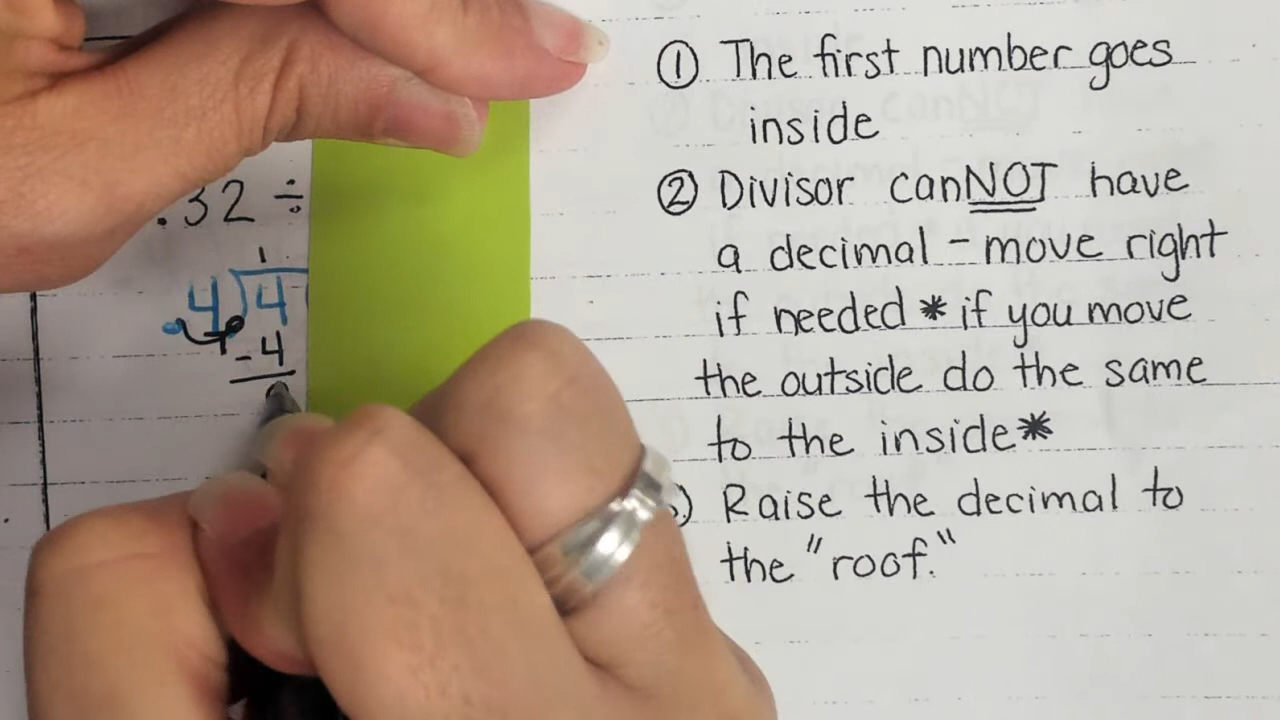 .32 ÷
1
.4)4
-4
① The first number goes
inside
② Divisor canNOT have
a decimal - move right
if needed * if you move
the outside do the same
to the inside*
) Raise the decimal to
the "roof."